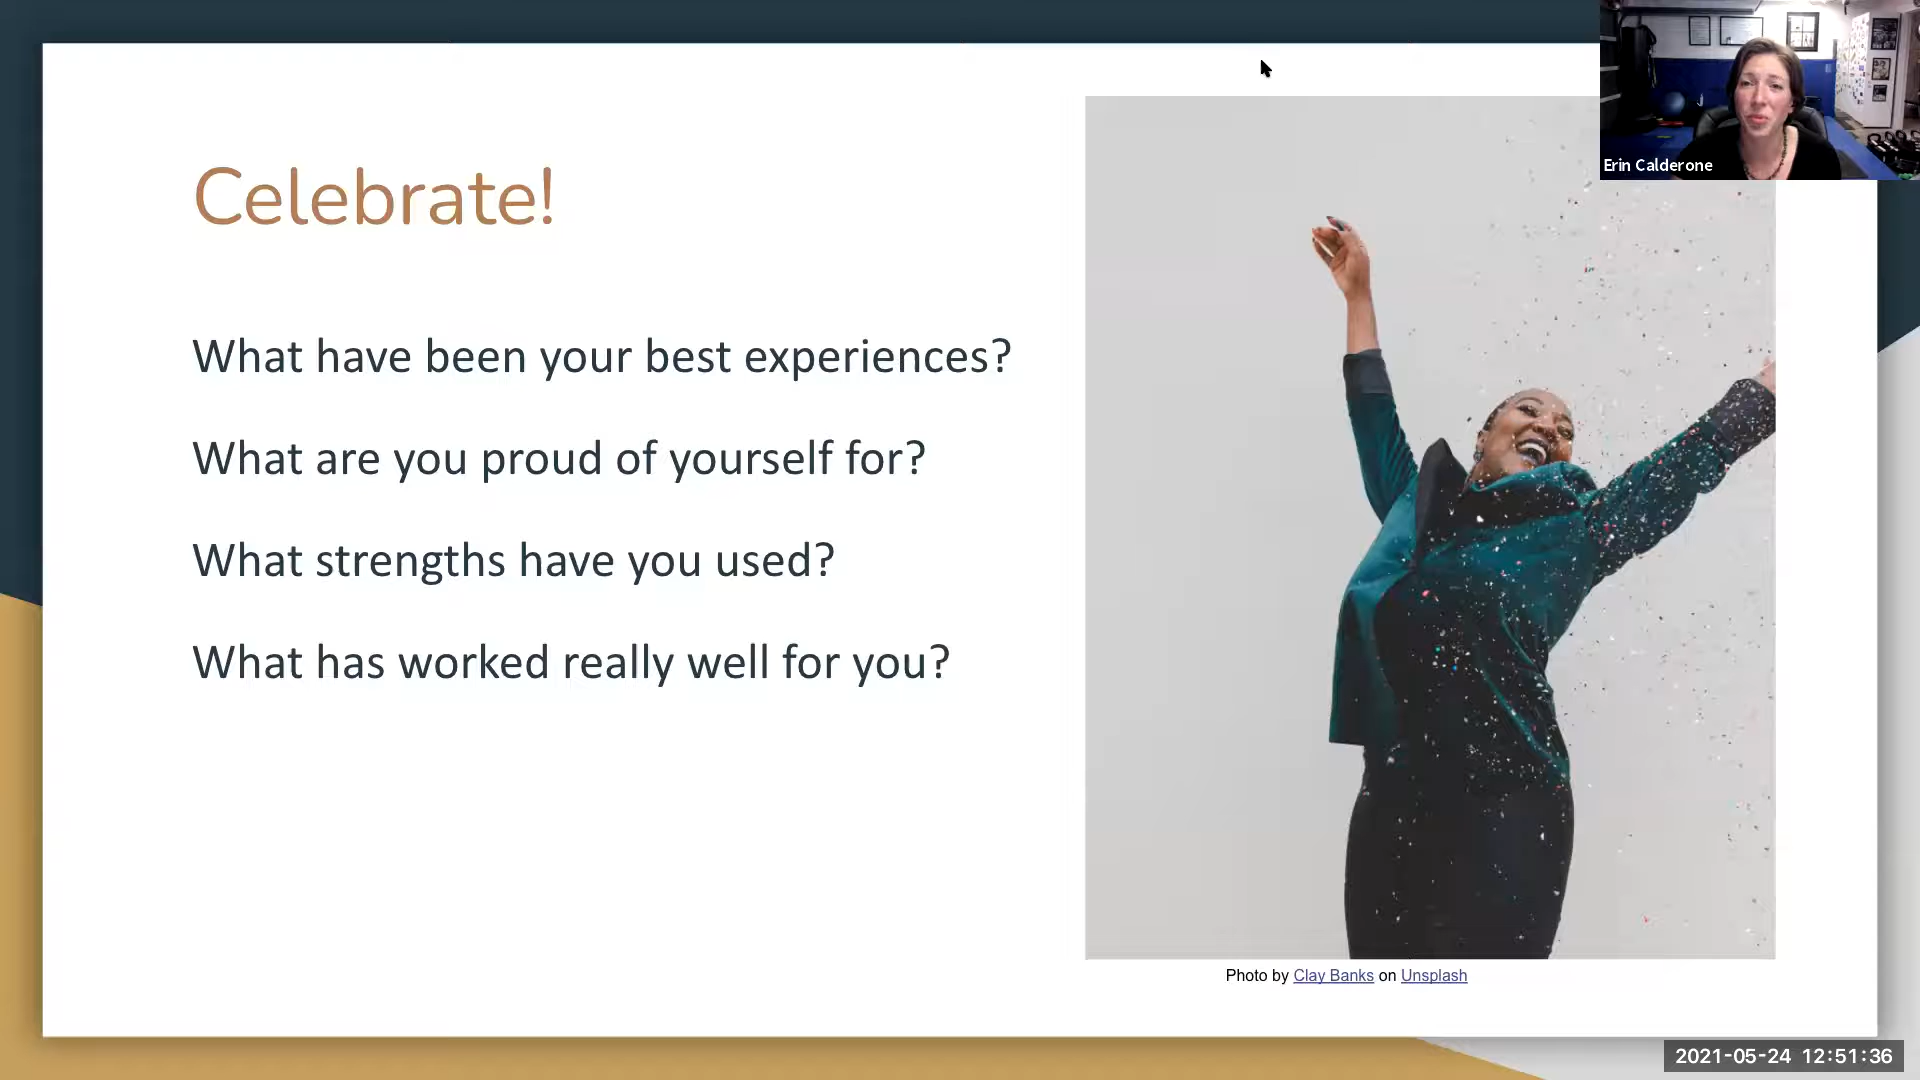 Erin Calderone
Celebrate!
What have been your best experiences?
What are you proud of yourself for?
What strengths have you used?
What has worked really well for you?
Photo by Clay Banks on Unsplash
2021-05-24 12:51:36